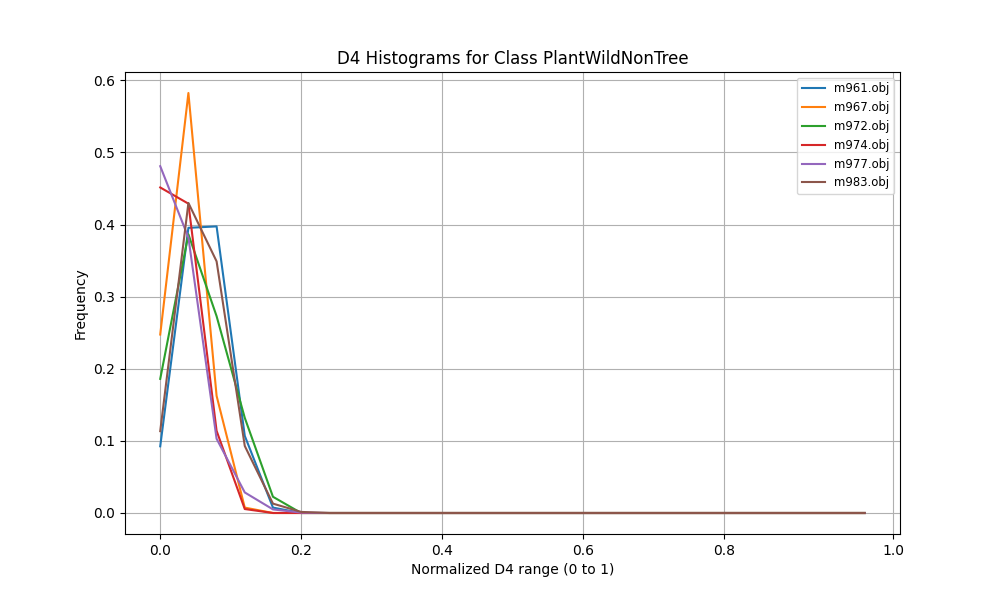 D4 Histograms for Class PlantWildNonTree
0.6
0.5
0.4
0.3
0.2
0.1
0.0
Frequency
m961.obj
m967.obj
m972.obj
m974.obj
m977.obj
m983.obj
0.0 0.2 0.4 0.6 0.8 1.0
Normalized D4 range (0 to 1)